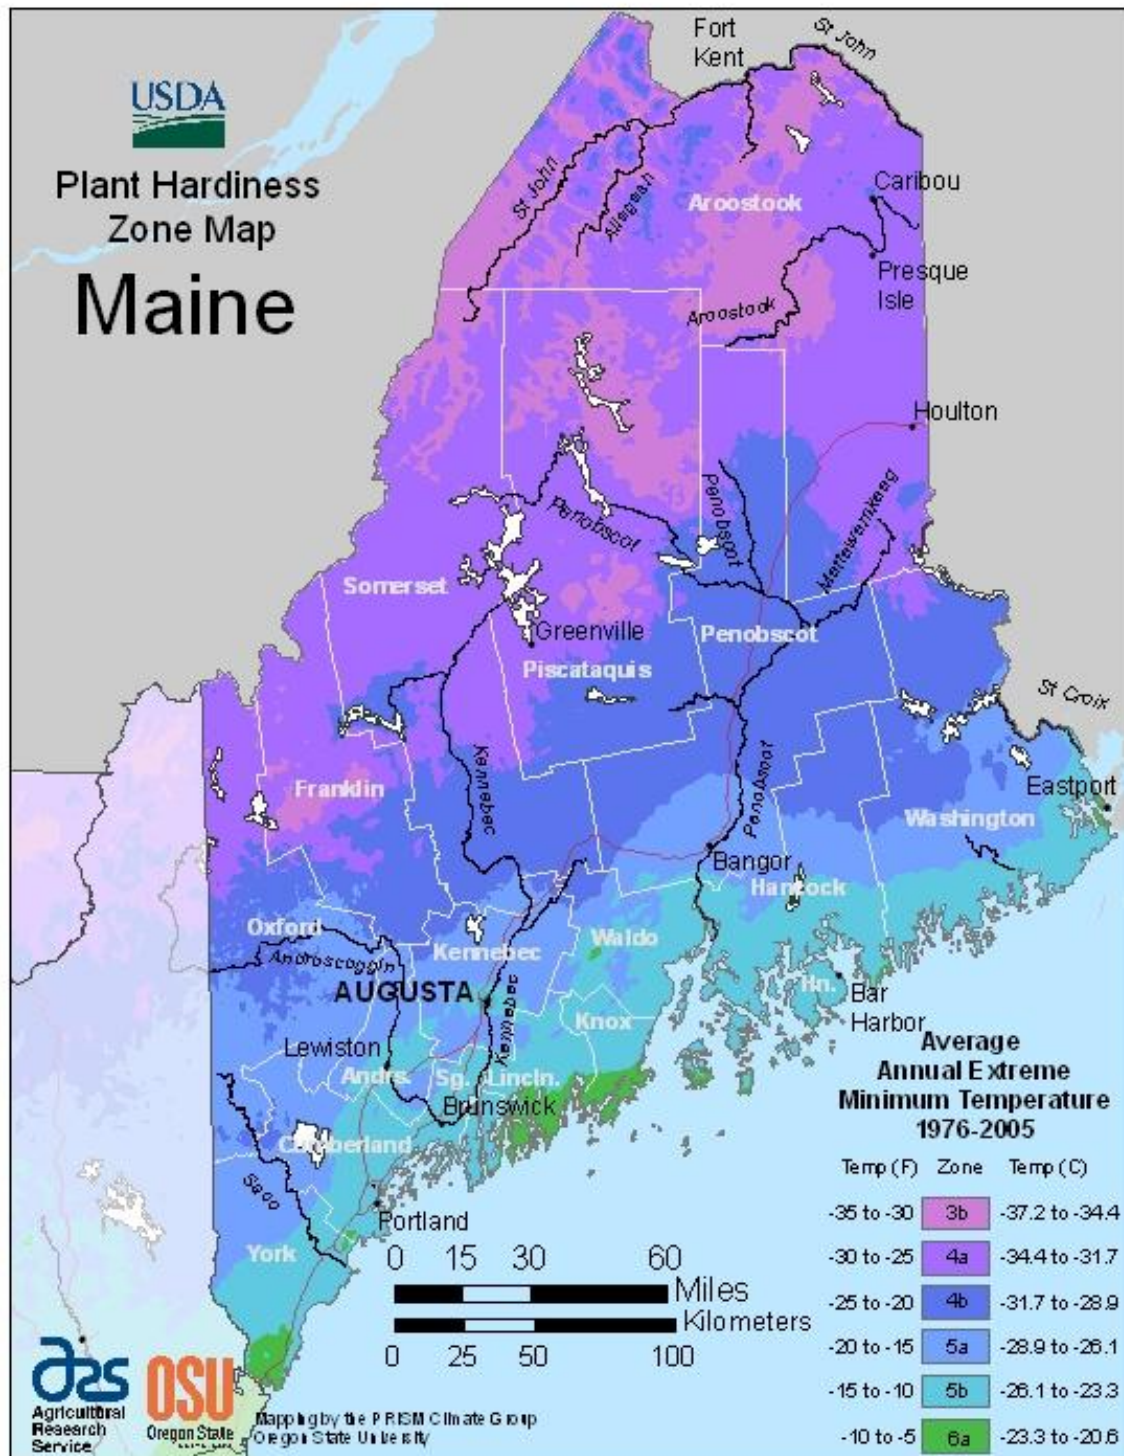 USDA
Plant Hardiness
Zone Map
Maine
Fort
Kent
St John
St John
Allagash
Aroostook
Caribou
Presque
Isle
Aroostook
Houlton
Penobscot
Penobscot
Somerset
Greenville
Penobscot
Piscataquis
St Croix
Kennebec
Franklin
Penobscot
Eastport
Washington
Bangor
Hancock
Oxford
Androscoggin
Kennebec
Waldo
AUGUSTA
Kennebec
Knox
Hn.
Bar
Harbor
Lewiston
Andrs.
Sg.
Lincln.
Brunswick
Cumberland
Saco
Portland
York
0 15 30 60
Miles
Kilometers
0 25 50 100
Average
Annual Extreme
Minimum Temperature
1976-2005
Temp (F) Zone Temp (C)
-35 to -30 3b -37.2 to -34.4
-30 to -25 4a -34.4 to -31.7
-25 to -20 4b -31.7 to -28.9
-20 to -15 5a -28.9 to -26.1
-15 to -10 5b -26.1 to -23.3
-10 to -5 6a -23.3 to -20.6
ars
Agricultural
Research
Service
OSU
Oregon State
Mapping by the PRISM Climate Group
Oregon State University